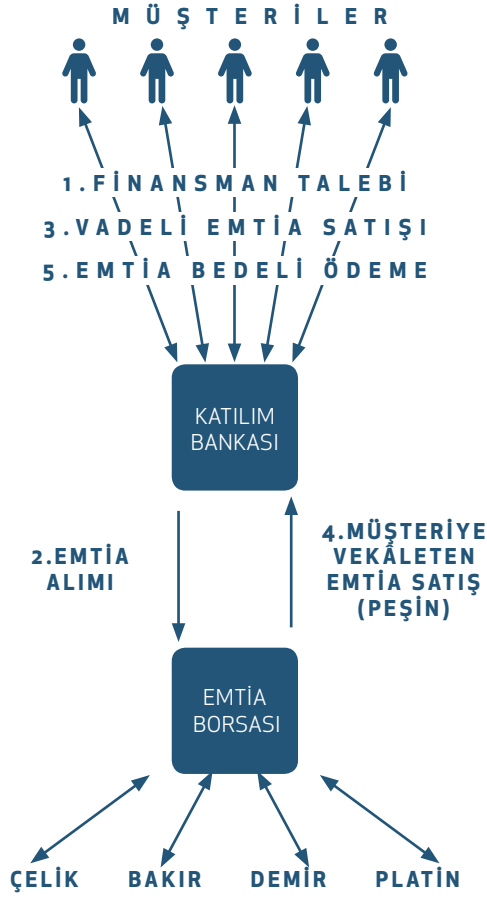 MÜŞTERİLER
1.FİNANSMAN TALEBİ
3.VADELİ EMTİA SATIŞI
5.EMTİA BEDELİ ÖDEME
KATILIM
BANKASI
2.EMTİA
ALIMI
4.MÜŞTERİYE
VEKÂLETEN
EMTİA SATIŞ
(PEŞİN)
EMTİA
BORSASI
ÇELİK BAKIR DEMİR PLATİN